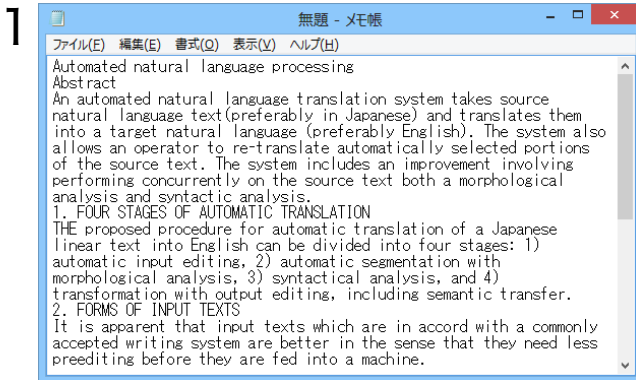 1
無題 - メモ帳
ファイル(F) 編集(E) 書式(O) 表示(V) ヘルプ(H)
Automated natural language processing
Abstract
An automated natural language translation system takes source
natural language text(preferably in Japanese) and translates them
into a target natural language (preferably English). The system also
allows an operator to re-translate automatically selected portions
of the source text. The system includes an improvement involving
performing concurrently on the source text both a morphological
analysis and syntactic analysis.
1. FOUR STAGES OF AUTOMATIC TRANSLATION
THE proposed procedure for automatic translation of a Japanese
linear text into English can be divided into four stages: 1)
automatic input editing, 2) automatic segmentation with
morphological analysis, 3) syntactical analysis, and 4)
transformation with output editing, including semantic transfer.
2. FORMS OF INPUT TEXTS
It is apparent that input texts which are in accord with a commonly
accepted writing system are better in the sense that they need less
preediting before they are fed into a machine.